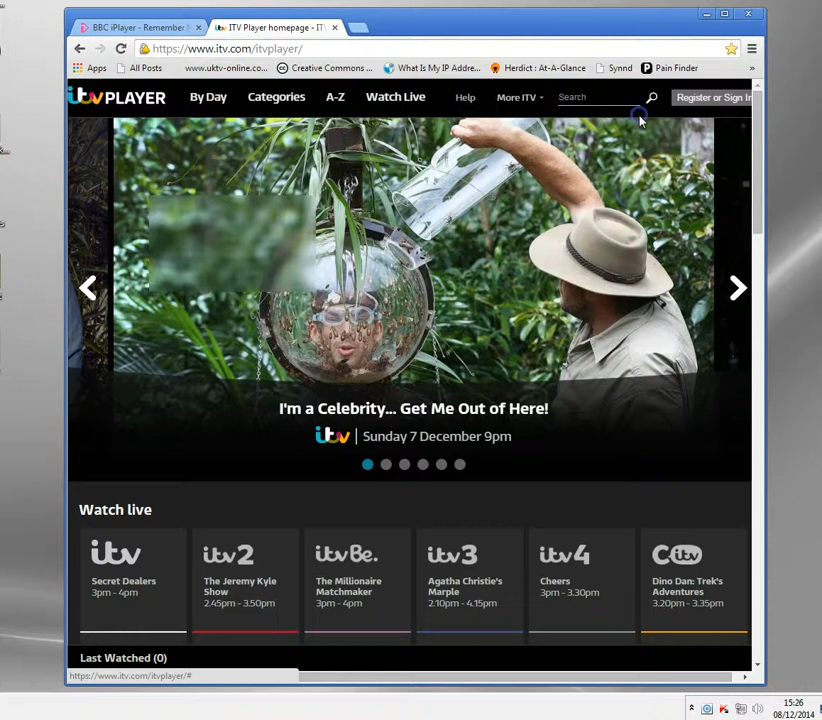 BBC iPlayer - Remember
ITV Player homepage - ITV
https://www.itv.com/itvplayer/
Apps
All Posts
www.uktv-online.co...
Creative Commons ...
What Is My IP Addre...
Herdict : At-A-Glance
Synnd
Pain Finder
»
itv PLAYER
By Day
Categories
A-Z
Watch Live
Help
More ITV
Search
Register or Sign In
I'm a Celebrity... Get Me Out of Here!
itv | Sunday 7 December 9pm
Watch live
itv
Secret Dealers
3pm - 4pm
itv2
The Jeremy Kyle
Show
2.45pm - 3.50pm
itvBe.
The Millionaire
Matchmaker
3pm - 4pm
itv3
Agatha Christie's
Marple
2.10pm - 4.15pm
itv4
Cheers
3pm - 3.30pm
Citv
Dino Dan: Trek's
Adventures
3.20pm - 3.35pm
Last Watched (0)
https://www.itv.com/itvplayer/#
15:26
08/12/2014